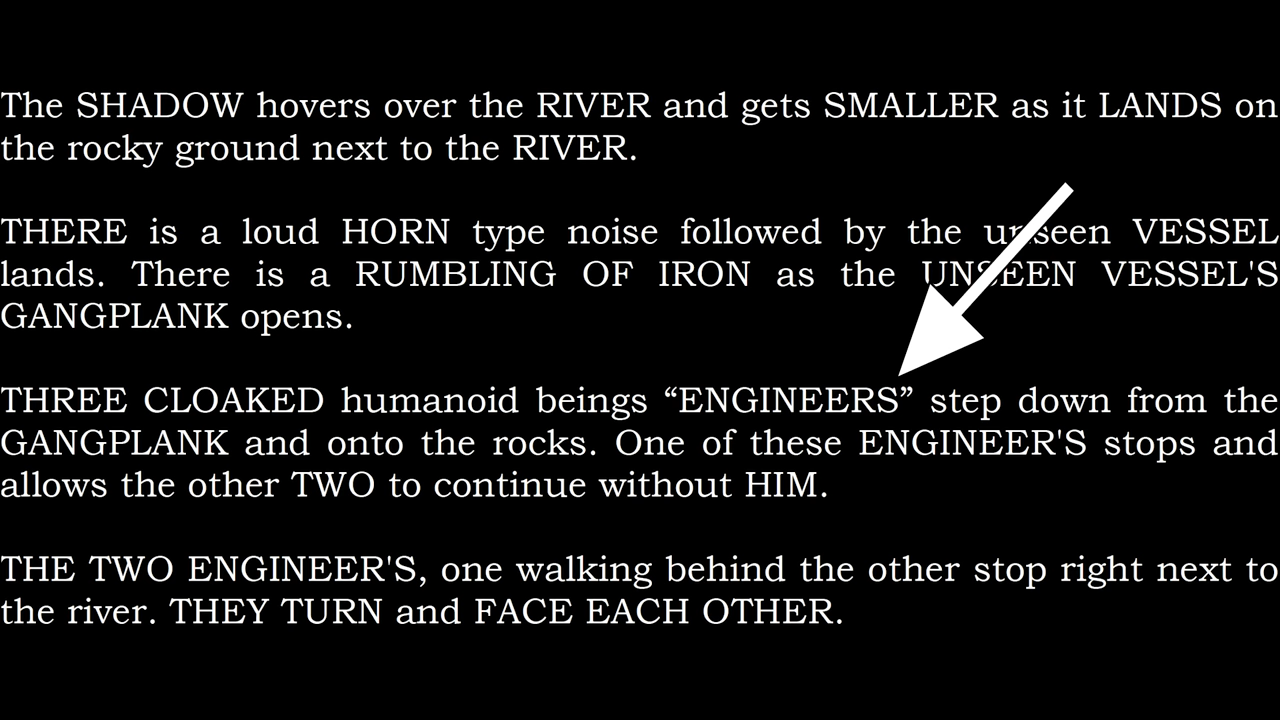 The SHADOW hovers over the RIVER and gets SMALLER as it LANDS on
the rocky ground next to the RIVER.
THERE is a loud HORN type noise followed by the unseen VESSEL
lands. There is a RUMBLING OF IRON as the UNSEEN VESSEL'S
GANGPLANK opens.
THREE CLOAKED humanoid beings “ENGINEERS” step down from the
GANGPLANK and onto the rocks. One of these ENGINEER'S stops and
allows the other TWO to continue without HIM.
THE TWO ENGINEER'S, one walking behind the other stop right next to
the river. THEY TURN and FACE EACH OTHER.